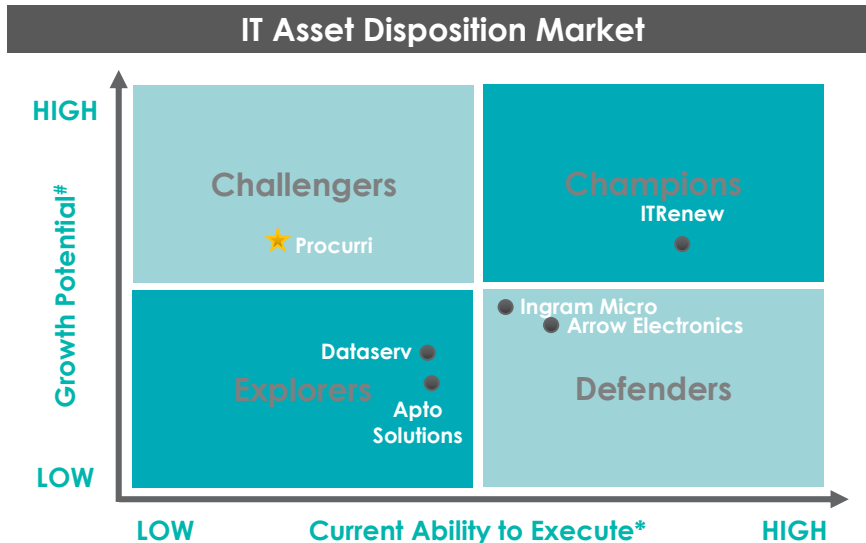 IT Asset Disposition Market
HIGH
Growth Potential#
LOW
Challengers
Procurri
Champions
ITRenew
Explorers
Dataserv
Apto
Solutions
Defenders
Ingram Micro
Arrow Electronics
LOW
Current Ability to Execute*
HIGH